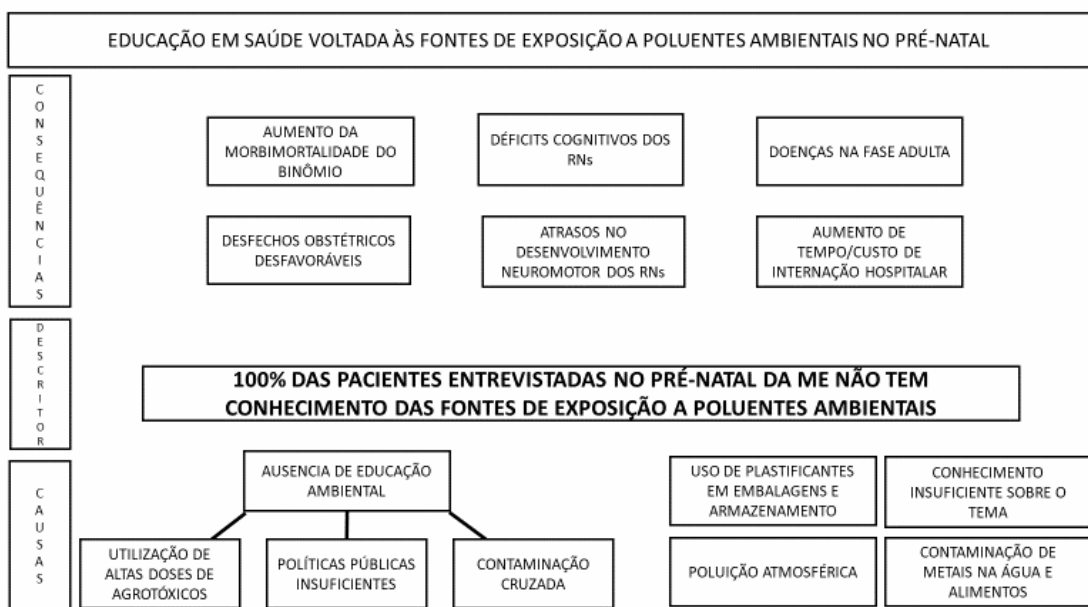 EDUCAÇÃO EM SAÚDE VOLTADA ÀS FONTES DE EXPOSIÇÃO A POLUENTES AMBIENTAIS NO PRÉ-NATAL
CONSEQUÊNCIAS
AUMENTO DA
MORBIMORTALIDADE DO
BINÔMIO
DÉFICITS COGNITIVOS DOS
RNs
DOENÇAS NA FASE ADULTA
DESFECHOS OBSTÉTRICOS
DESFAVORÁVEIS
ATRASOS NO
DESENVOLVIMENTO
NEUROMOTOR DOS RNs
AUMENTO DE
TEMPO/CUSTO DE
INTERNAÇÃO HOSPITALAR
DESCRITOR
100% DAS PACIENTES ENTREVISTADAS NO PRÉ-NATAL DA ME NÃO TEM
CONHECIMENTO DAS FONTES DE EXPOSIÇÃO A POLUENTES AMBIENTAIS
CAUSAS
AUSENCIA DE EDUCAÇÃO
AMBIENTAL
UTILIZAÇÃO DE
ALTAS DOSES DE
AGROTÓXICOS
POLÍTICAS PÚBLICAS
INSUFICIENTES
CONTAMINAÇÃO
CRUZADA
USO DE PLASTIFICANTES
EM EMBALAGENS E
ARMAZENAMENTO
CONHECIMENTO
INSUFICIENTE SOBRE O
TEMA
POLUIÇÃO ATMOSFÉRICA
CONTAMINAÇÃO DE
METAIS NA ÁGUA E
ALIMENTOS